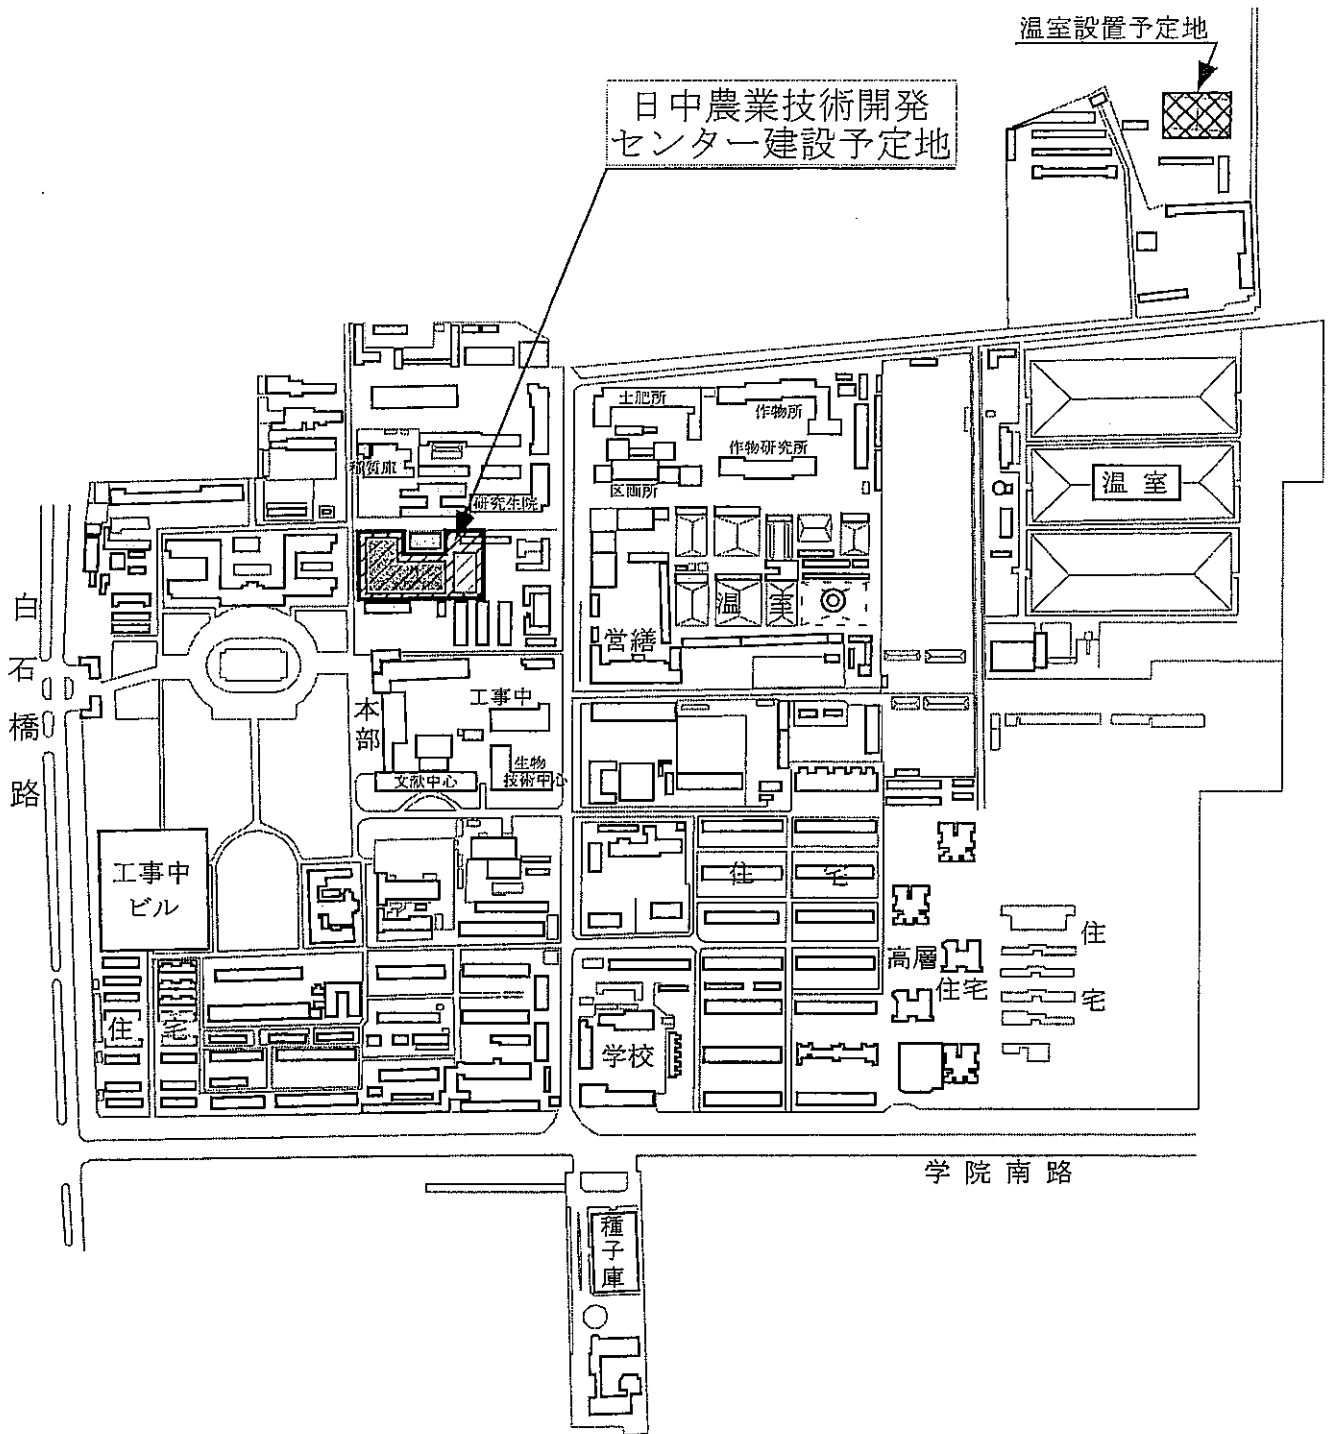 温室設置予定地
日中農業技術開発
センター建設予定地
土肥所
作物所
作物研究所
区画所
研究生院
温室
温室
営繕
白石橋路
本部
工事中
生物
技術中心
文献中心
工事中
ビル
住宅
住宅
高層
住宅
住宅
学校
学院南路
種子庫